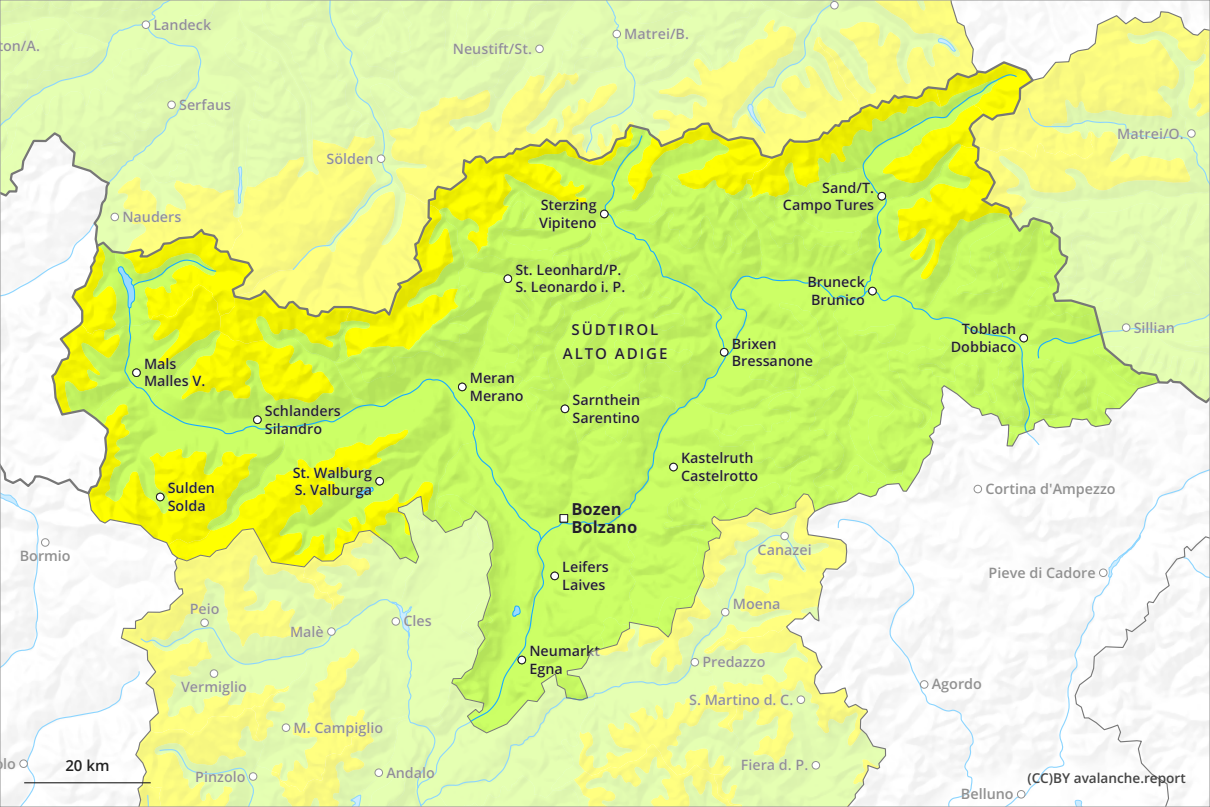 Landeck
ton/A.
Matrei/B.
Neustift/St.
Serfaus
Matrei/O.
Sölden
Sand/T.
Campo Tures
Nauders
Sterzing
Vipiteno
St. Leonhard/P.
S. Leonardo i. P.
Bruneck
Brunico
SÜDTIROL
ALTO ADIGE
Toblach
Dobbiaco
Sillian
Brixen
Bressanone
Mals
Malles V.
Meran
Merano
Schlanders
Silandro
Sarnthein
Sarentino
Kastelruth
Castelrotto
St. Walburg
S. Valburga
Sulden
Solda
Cortina d'Ampezzo
Bozen
Bolzano
Bormio
Canazei
Leifers
Laives
Pieve di Cadore
Peio
Moena
Malè
Cles
Neumarkt
Egna
Predazzo
Vermiglio
Agordo
S. Martino d. C.
M. Campiglio
lo
20 km
Pinzolo
Andalo
Fiera d. P.
(CC)BY avalanche.report
Belluno